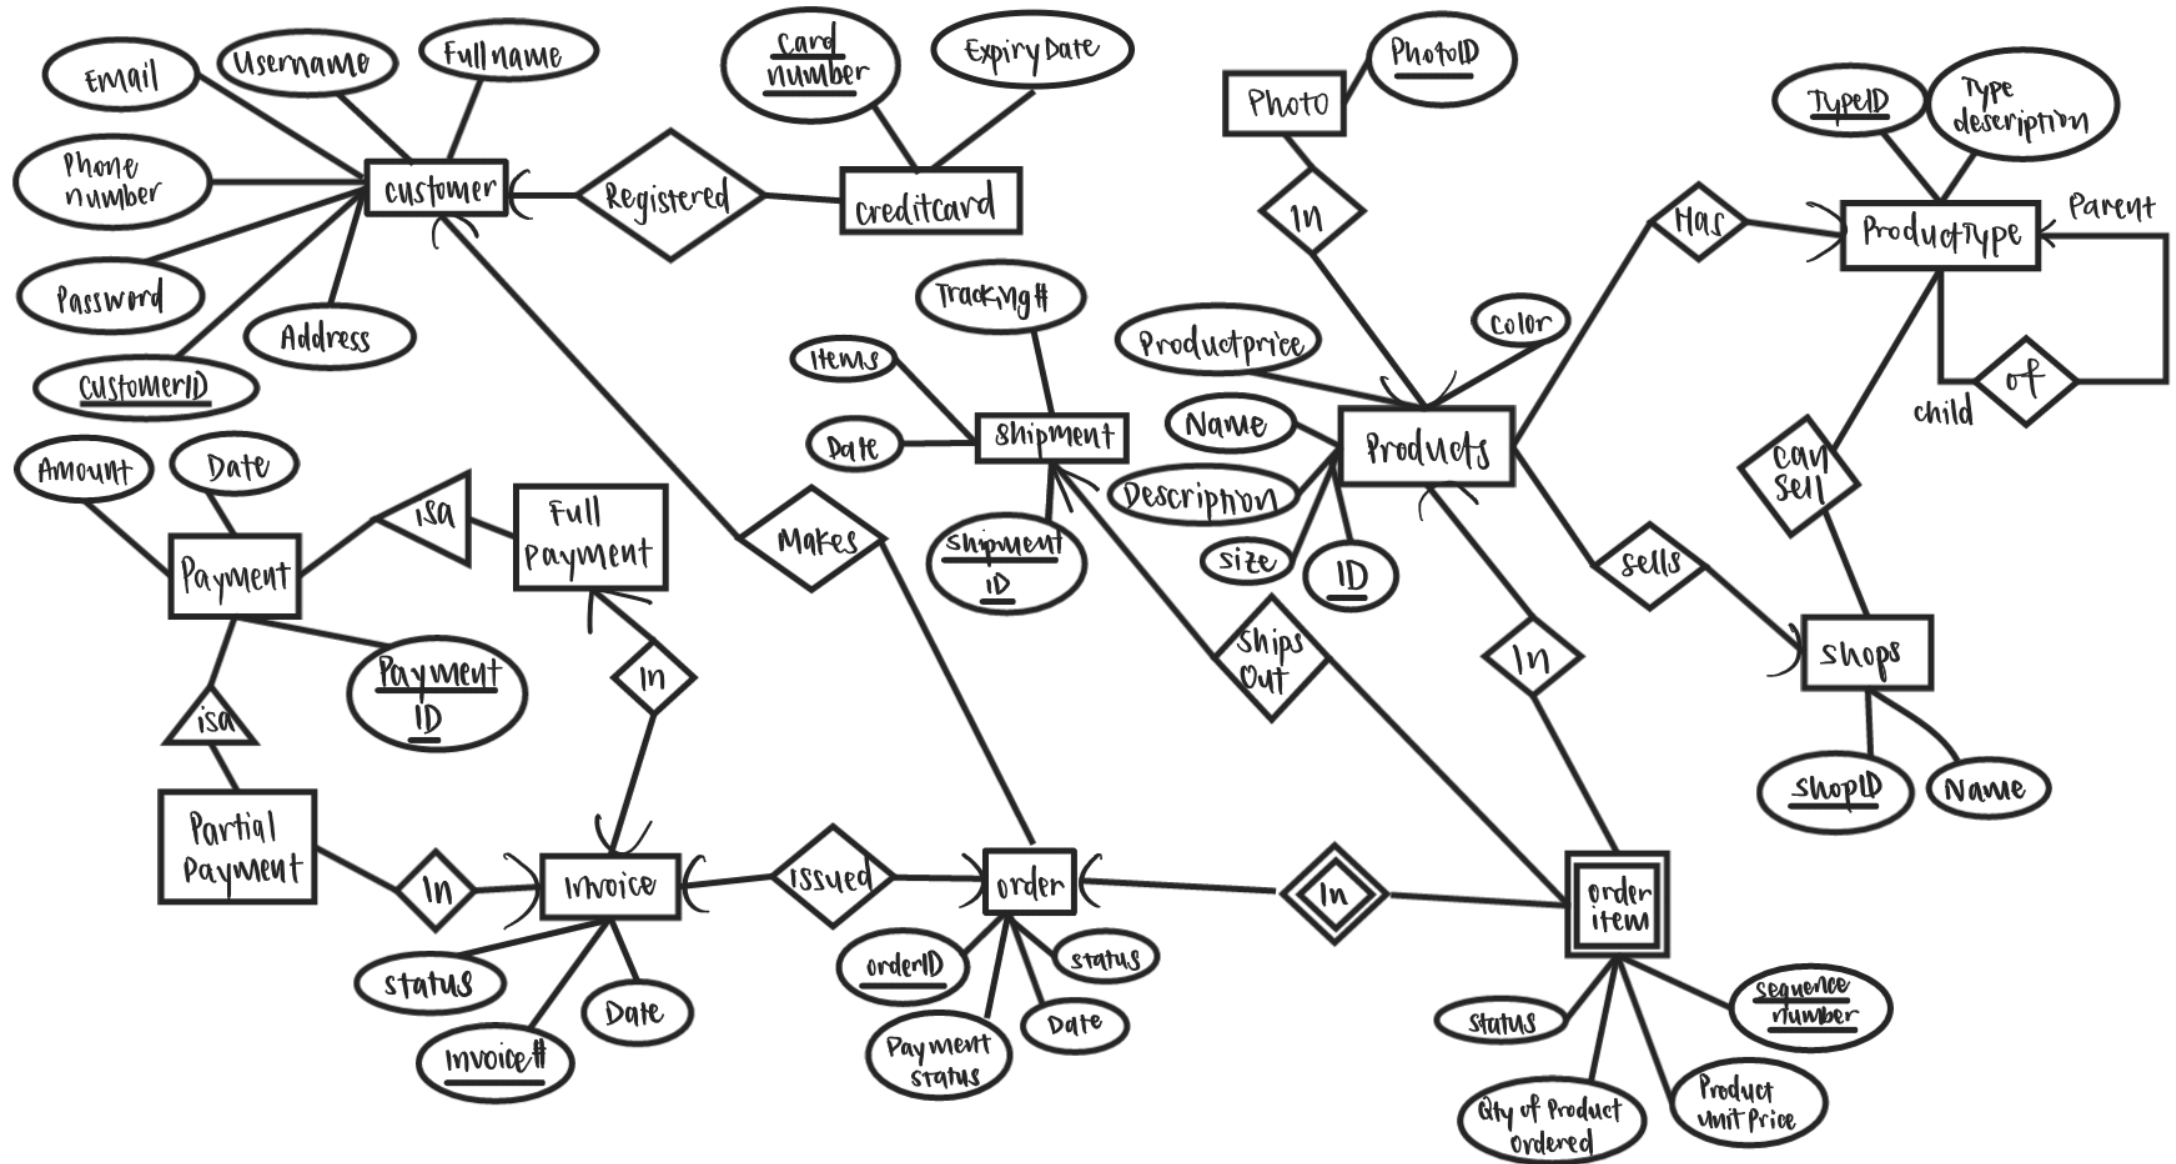 Email
Username
Full name
card
number
Expiry Date
Photo
PhotoID
TypeID
Type
description
Phone
number
customer
Registered
creditcard
In
Has
ProductType
Parent
Password
Address
customerID
Tracking#
Items
Date
shipment
shipment
ID
Productprice
color
Name
Description
size
ID
Products
of
child
can
sell
sells
shops
shopID
Name
Amount
Date
Payment
isa
Full
payment
Payment
ID
isa
In
Makes
Ships
Out
In
Partial
payment
In
Invoice
issued
order
In
order
item
status
Invoice#
Date
orderID
status
Payment
status
Date
status
sequence
number
Qty of Product
ordered
Product
unit Price